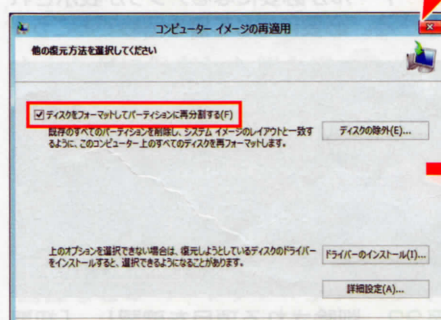 コンピューター イメージの再適用
他の復元方法を選択してください
ディスクをフォーマットしてパーティションに再分割する(F)
既存のすべてのパーティションを削除し、システム イメージのレイアウトと一致す
るように、このコンピューター上のすべてのディスクを再フォーマットします。
ディスクの除外(E)...
上のオプションを選択できない場合は、復元しようとしているディスクのドライバー
をインストールすると、選択できるようになることがあります。
ドライバーのインストール(I)...
詳細設定(A)...